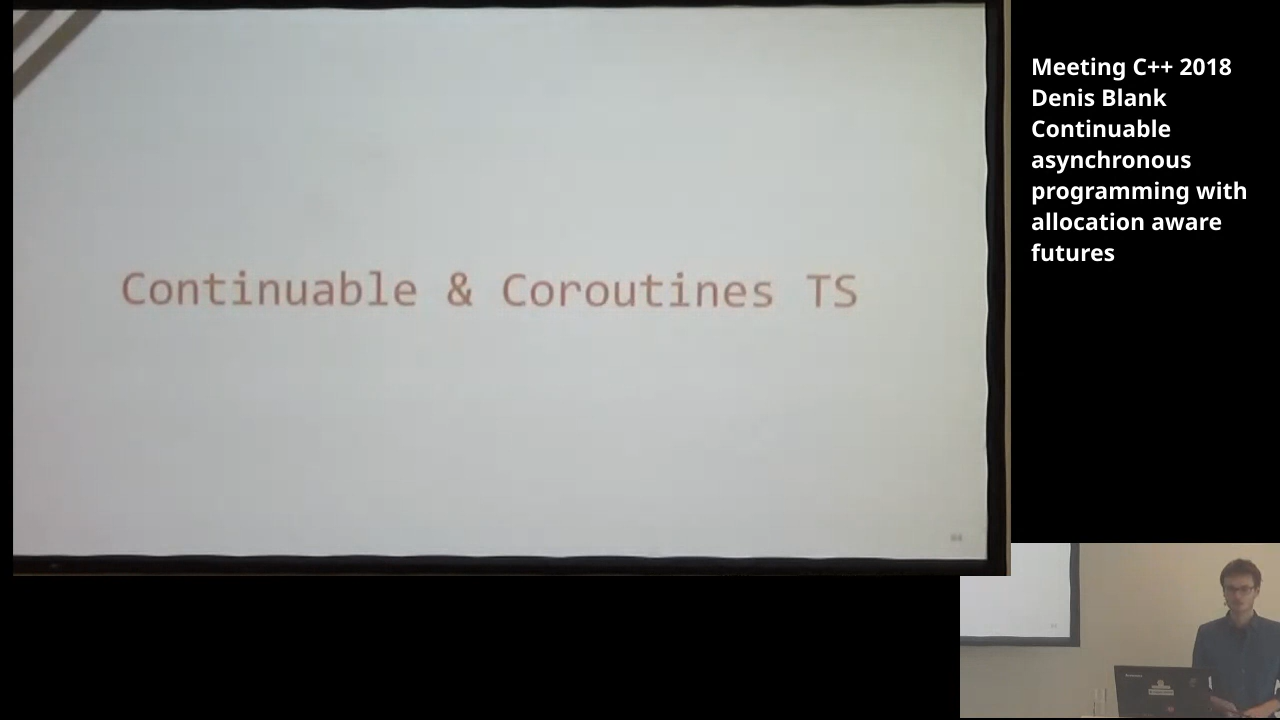 Continuable & Coroutines TS
Meeting C++ 2018
Denis Blank
Continuable
asynchronous
programming with
allocation aware
futures